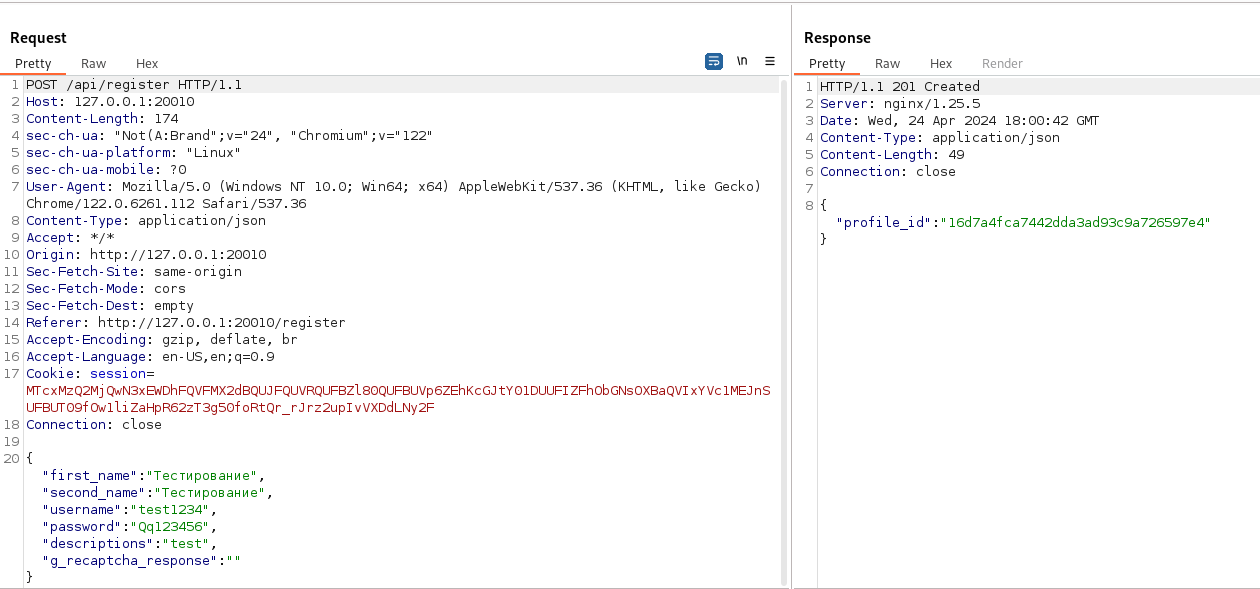 Request
Pretty Raw Hex
\n
1 POST /api/register HTTP/1.1
2 Host: 127.0.0.1:20010
3 Content-Length: 174
4 sec-ch-ua: "Not(A:Brand";v="24", "Chromium";v="122"
5 sec-ch-ua-platform: "Linux"
6 sec-ch-ua-mobile: ?0
7 User-Agent: Mozilla/5.0 (Windows NT 10.0; Win64; x64) AppleWebKit/537.36 (KHTML, like Gecko)
Chrome/122.0.6261.112 Safari/537.36
8 Content-Type: application/json
9 Accept: */*
10 Origin: http://127.0.0.1:20010
11 Sec-Fetch-Site: same-origin
12 Sec-Fetch-Mode: cors
13 Sec-Fetch-Dest: empty
14 Referer: http://127.0.0.1:20010/register
15 Accept-Encoding: gzip, deflate, br
16 Accept-Language: en-US,en;q=0.9
17 Cookie: session=
18 Connection: close
19
20 {
"first_name":"Тестирование",
"second_name":"Тестирование",
"username":"test1234",
"password":"Qq123456",
"descriptions":"test",
"g_recaptcha_response":""
}
Response
Pretty Raw Hex Render
1 HTTP/1.1 201 Created
2 Server: nginx/1.25.5
3 Date: Wed, 24 Apr 2024 18:00:42 GMT
4 Content-Type: application/json
5 Content-Length: 49
6 Connection: close
7
8 {
"profile_id":"16d7a4fca7442dda3ad93c9a726597e4"
}